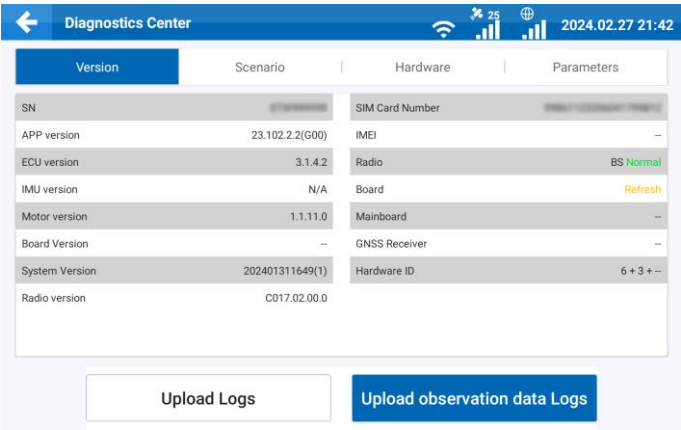 Diagnostics Center
25
2024.02.27 21:42
Version
Scenario
Hardware
Parameters
SN
SIM Card Number
APP version 23.102.2.2(G00)
IMEI --
ECU version 3.1.4.2
Radio BS Normal
IMU version N/A
Board Refresh
Motor version 1.1.11.0
Mainboard --
Board Version --
GNSS Receiver --
System Version 202401311649(1)
Hardware ID 6 + 3 + --
Radio version C017.02.00.0
Upload Logs
Upload observation data Logs